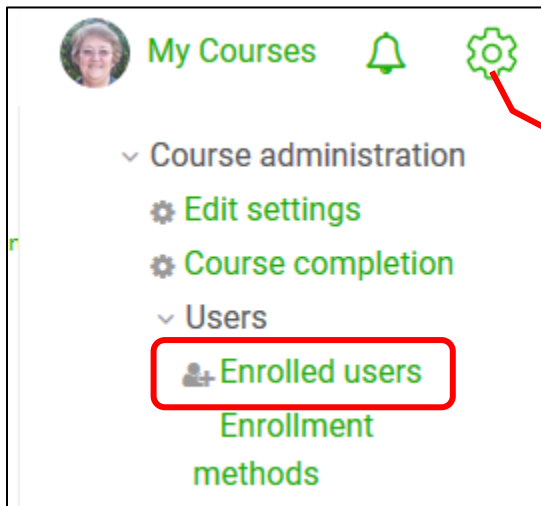 My Courses
Course administration
Edit settings
r
Course completion
Users
Enrolled users
Enrollment
methods